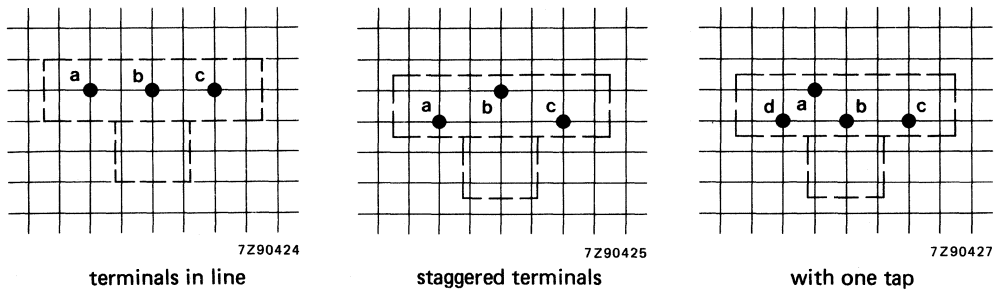 a b c
7Z90424
terminals in line
a b c
7Z90425
staggered terminals
d a b c
7Z90427
with one tap